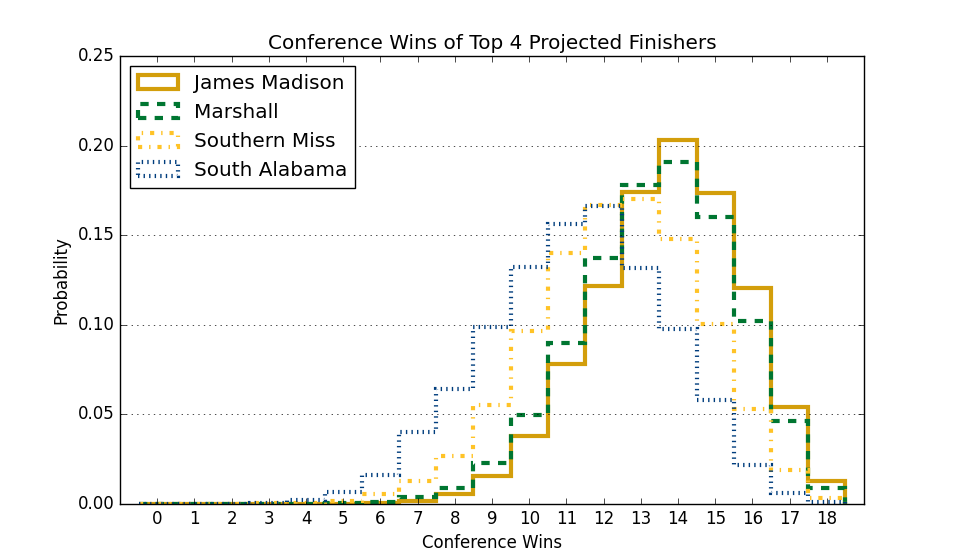 Conference Wins of Top 4 Projected Finishers
0.25
0.20
0.15
0.10
0.05
0.00
Probability
James Madison
Marshall
Southern Miss
South Alabama
0 1 2 3 4 5 6 7 8 9 10 11 12 13 14 15 16 17 18
Conference Wins